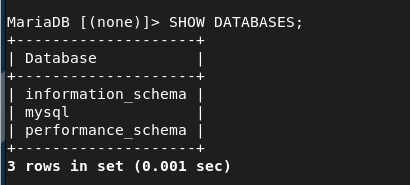 MariaDB [(none)]> SHOW DATABASES;
+--------------------+
| Database           |
+--------------------+
| information_schema |
| mysql              |
| performance_schema |
+--------------------+
3 rows in set (0.001 sec)